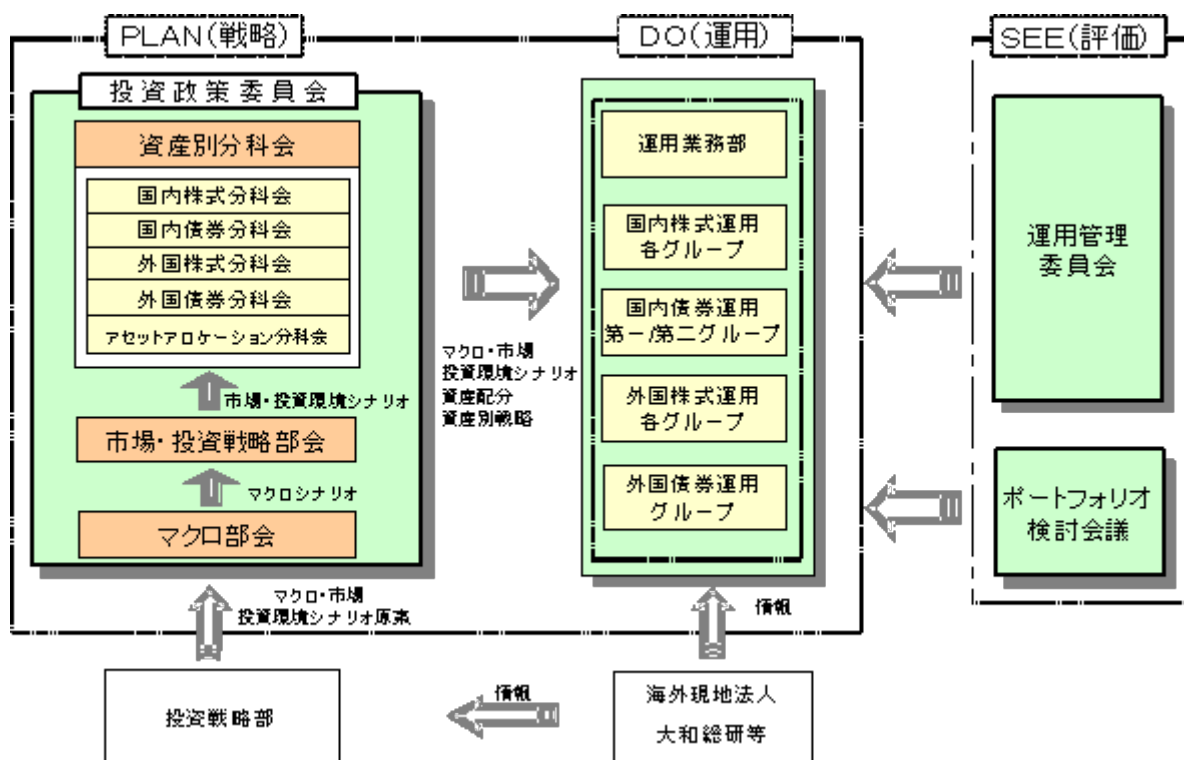 PLAN(戦略)
投資政策委員会
資産別分科会
国内株式分科会
国内債券分科会
外国株式分科会
外国債券分科会
アセットアロケーション分科会
市場・投資環境シナリオ
市場・投資戦略部会
マクロシナリオ
マクロ部会
マクロ・市場
投資環境シナリオ原案
投資戦略部
マクロ・市場
投資環境シナリオ
資産配分
資産別戦略
DO(運用)
運用業務部
国内株式運用
各グループ
国内債券運用
第一/第二グループ
外国株式運用
各グループ
外国債券運用
グループ
情報
情報
海外現地法人
大和総研等
SEE(評価)
運用管理
委員会
ポートフォリオ
検討会議